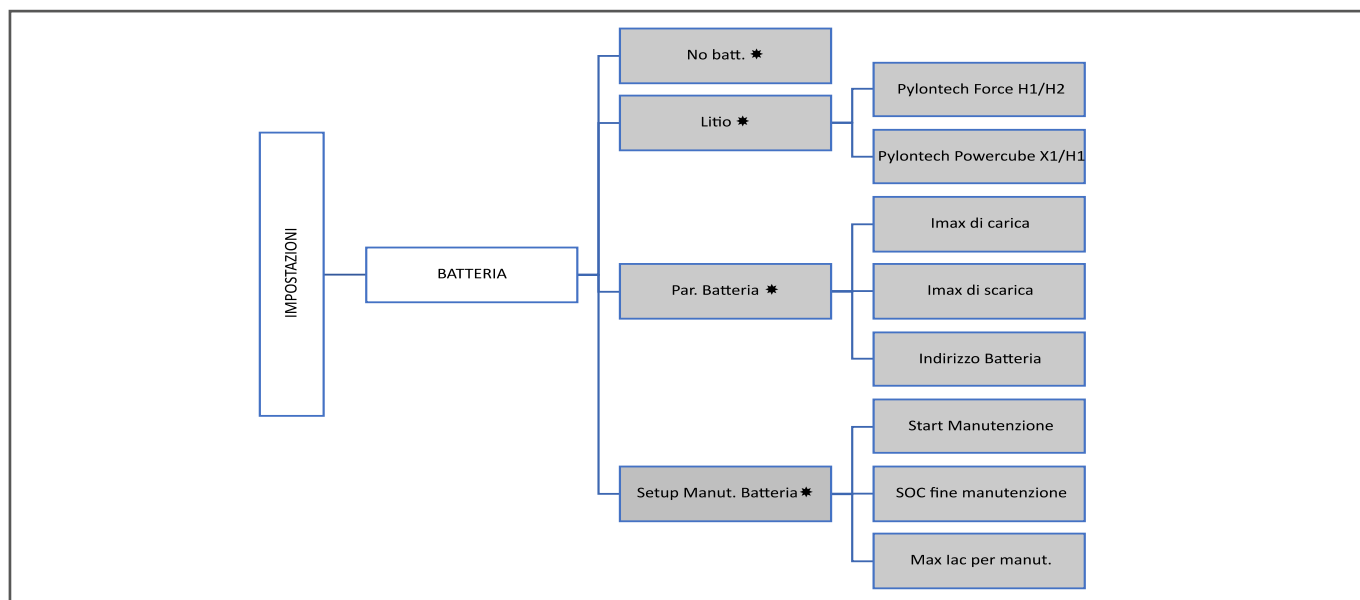 IMPOSTAZIONI
BATTERIA
No batt. ✸
Litio ✸
Pylontech Force H1/H2
Pylontech Powercube X1/H1
Par. Batteria ✸
Imax di carica
Imax di scarica
Indirizzo Batteria
Setup Manut. Batteria ✸
Start Manutenzione
SOC fine manutenzione
Max Iac per manut.